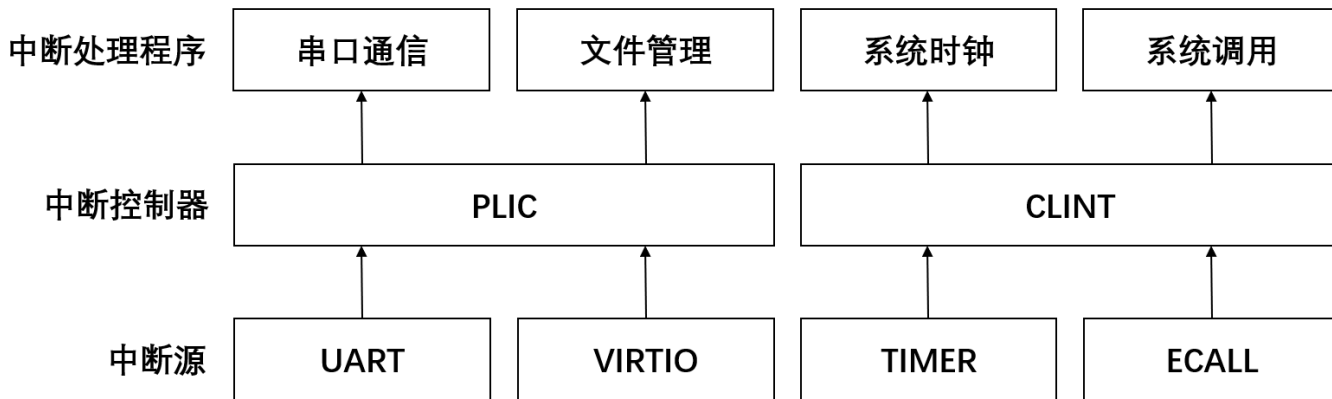 中断处理程序 串口通信 文件管理 系统时钟 系统调用
中断控制器 PLIC CLINT
中断源 UART VIRTIO TIMER ECALL